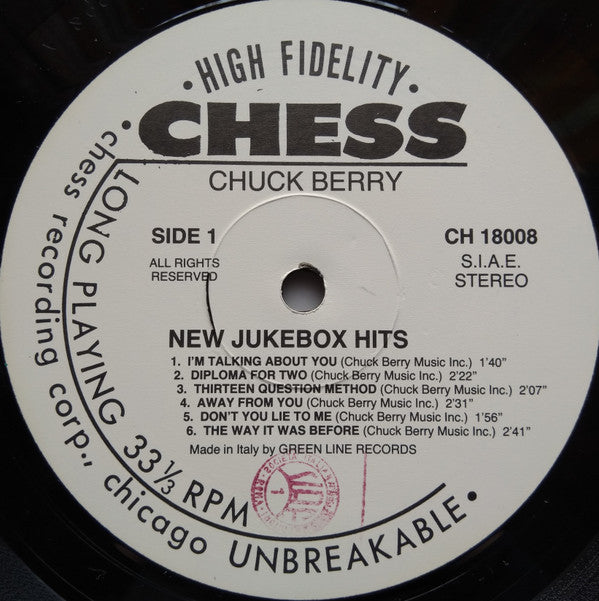 • HIGH FIDELITY •
CHESS
CHUCK BERRY
SIDE 1
ALL RIGHTS
RESERVED
CH 18008
S.I.A.E.
STEREO
NEW JUKEBOX HITS
1. I'M TALKING ABOUT YOU (Chuck Berry Music Inc.) 1'40"
2. DIPLOMA FOR TWO (Chuck Berry Music Inc.) 2'22"
3. THIRTEEN QUESTION METHOD (Chuck Berry Music Inc.) 2'07"
4. AWAY FROM YOU (Chuck Berry Music Inc.) 2'31"
5. DON'T YOU LIE TO ME (Chuck Berry Music Inc.) 1'56"
6. THE WAY IT WAS BEFORE (Chuck Berry Music Inc.) 2'41"
Made in Italy by GREEN LINE RECORDS
LONG PLAYING 33 1/3 RPM
• chess recording corp., chicago UNBREAKABLE •